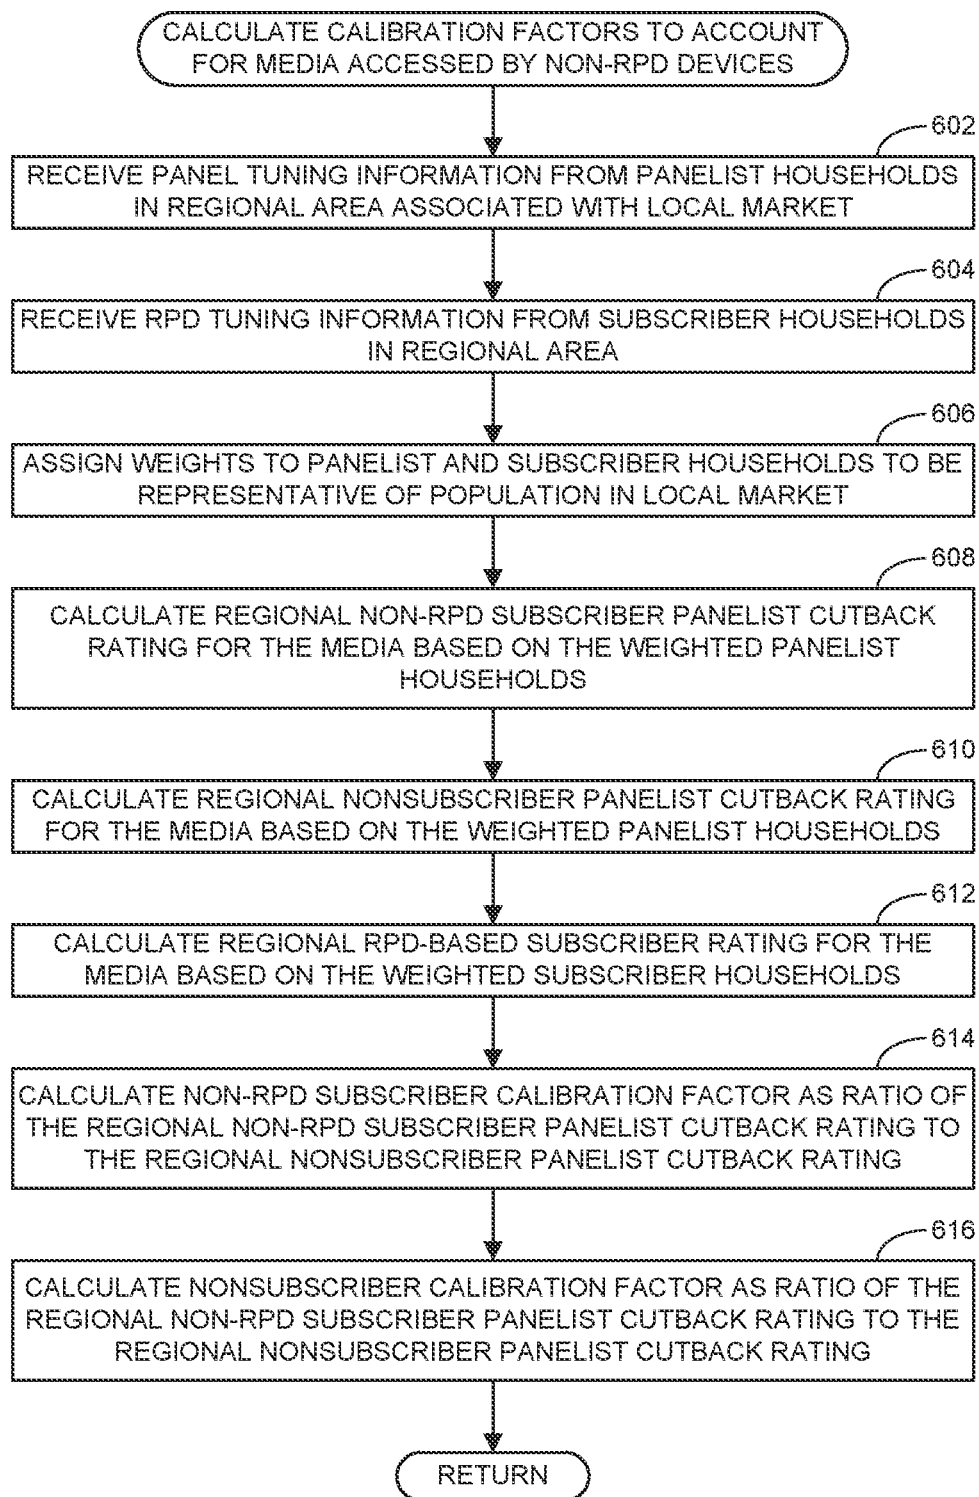 CALCULATE CALIBRATION FACTORS TO ACCOUNT
FOR MEDIA ACCESSED BY NON-RPD DEVICES
602
RECEIVE PANEL TUNING INFORMATION FROM PANELIST HOUSEHOLDS
IN REGIONAL AREA ASSOCIATED WITH LOCAL MARKET
604
RECEIVE RPD TUNING INFORMATION FROM SUBSCRIBER HOUSEHOLDS
IN REGIONAL AREA
606
ASSIGN WEIGHTS TO PANELIST AND SUBSCRIBER HOUSEHOLDS TO BE
REPRESENTATIVE OF POPULATION IN LOCAL MARKET
608
CALCULATE REGIONAL NON-RPD SUBSCRIBER PANELIST CUTBACK
RATING FOR THE MEDIA BASED ON THE WEIGHTED PANELIST
HOUSEHOLDS
610
CALCULATE REGIONAL NONSUBSCRIBER PANELIST CUTBACK RATING
FOR THE MEDIA BASED ON THE WEIGHTED PANELIST HOUSEHOLDS
612
CALCULATE REGIONAL RPD-BASED SUBSCRIBER RATING FOR THE
MEDIA BASED ON THE WEIGHTED SUBSCRIBER HOUSEHOLDS
614
CALCULATE NON-RPD SUBSCRIBER CALIBRATION FACTOR AS RATIO OF
THE REGIONAL NON-RPD SUBSCRIBER PANELIST CUTBACK RATING TO
THE REGIONAL NONSUBSCRIBER PANELIST CUTBACK RATING
616
CALCULATE NONSUBSCRIBER CALIBRATION FACTOR AS RATIO OF THE
REGIONAL NON-RPD SUBSCRIBER PANELIST CUTBACK RATING TO THE
REGIONAL NONSUBSCRIBER PANELIST CUTBACK RATING
RETURN